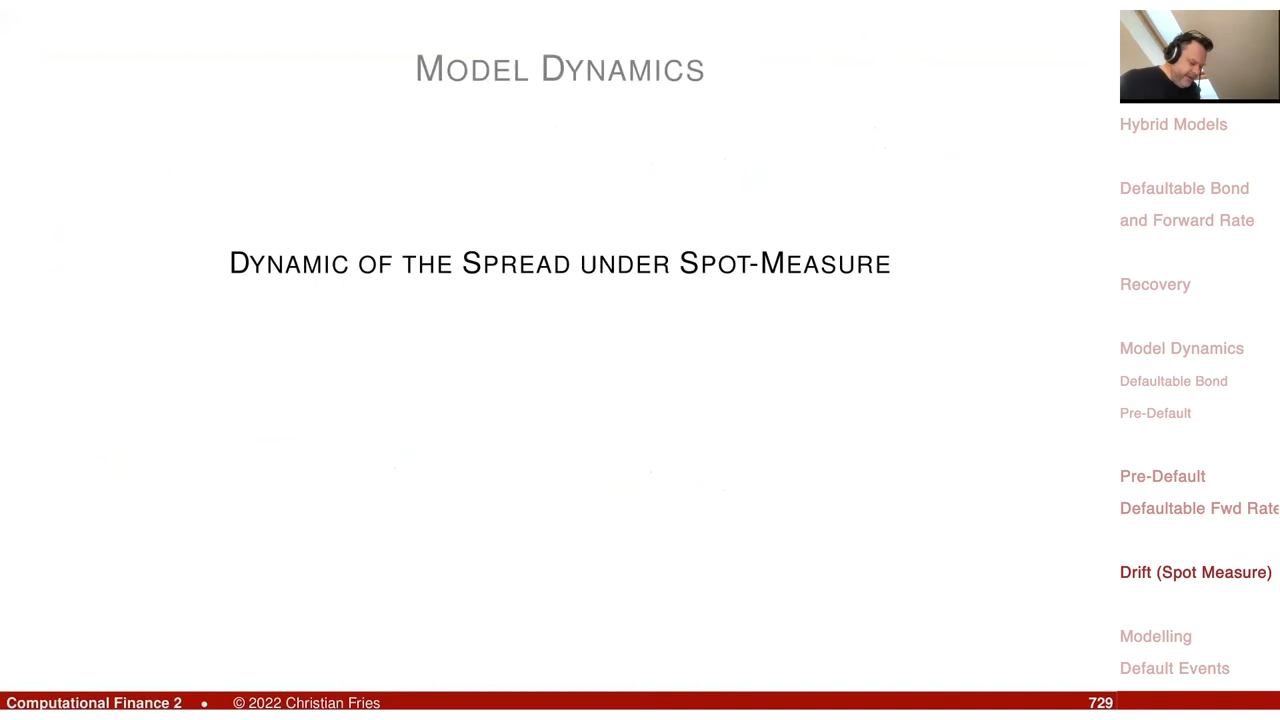 MODEL DYNAMICS
DYNAMIC OF THE SPREAD UNDER SPOT-MEASURE
Hybrid Models
Defaultable Bond
and Forward Rate
Recovery
Model Dynamics
Defaultable Bond
Pre-Default
Pre-Default
Defaultable Fwd Rate
Drift (Spot Measure)
Modelling
Default Events
Computational Finance 2 • © 2022 Christian Fries 729